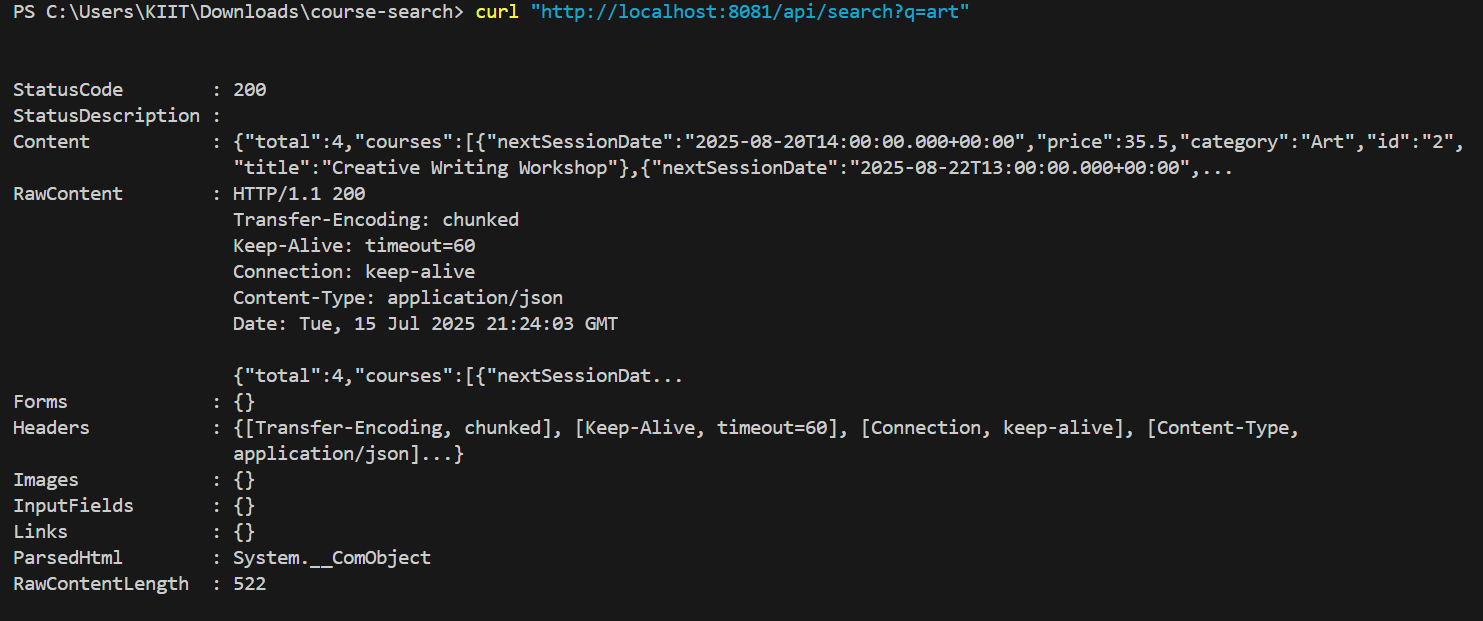 PS C:\Users\KIIT\Downloads\course-search> curl "http://localhost:8081/api/search?q=art"
StatusCode        : 200
StatusDescription :
Content           : {"total":4,"courses":[{"nextSessionDate":"2025-08-20T14:00:00.000+00:00","price":35.5,"category":"Art","id":"2",
                    "title":"Creative Writing Workshop"},{"nextSessionDate":"2025-08-22T13:00:00.000+00:00",...
RawContent        : HTTP/1.1 200
                    Transfer-Encoding: chunked
                    Keep-Alive: timeout=60
                    Connection: keep-alive
                    Content-Type: application/json
                    Date: Tue, 15 Jul 2025 21:24:03 GMT
                    {"total":4,"courses":[{"nextSessionDat...
Forms             : {}
Headers           : {[Transfer-Encoding, chunked], [Keep-Alive, timeout=60], [Connection, keep-alive], [Content-Type,
                    application/json]...}
Images            : {}
InputFields       : {}
Links             : {}
ParsedHtml        : System.__ComObject
RawContentLength  : 522